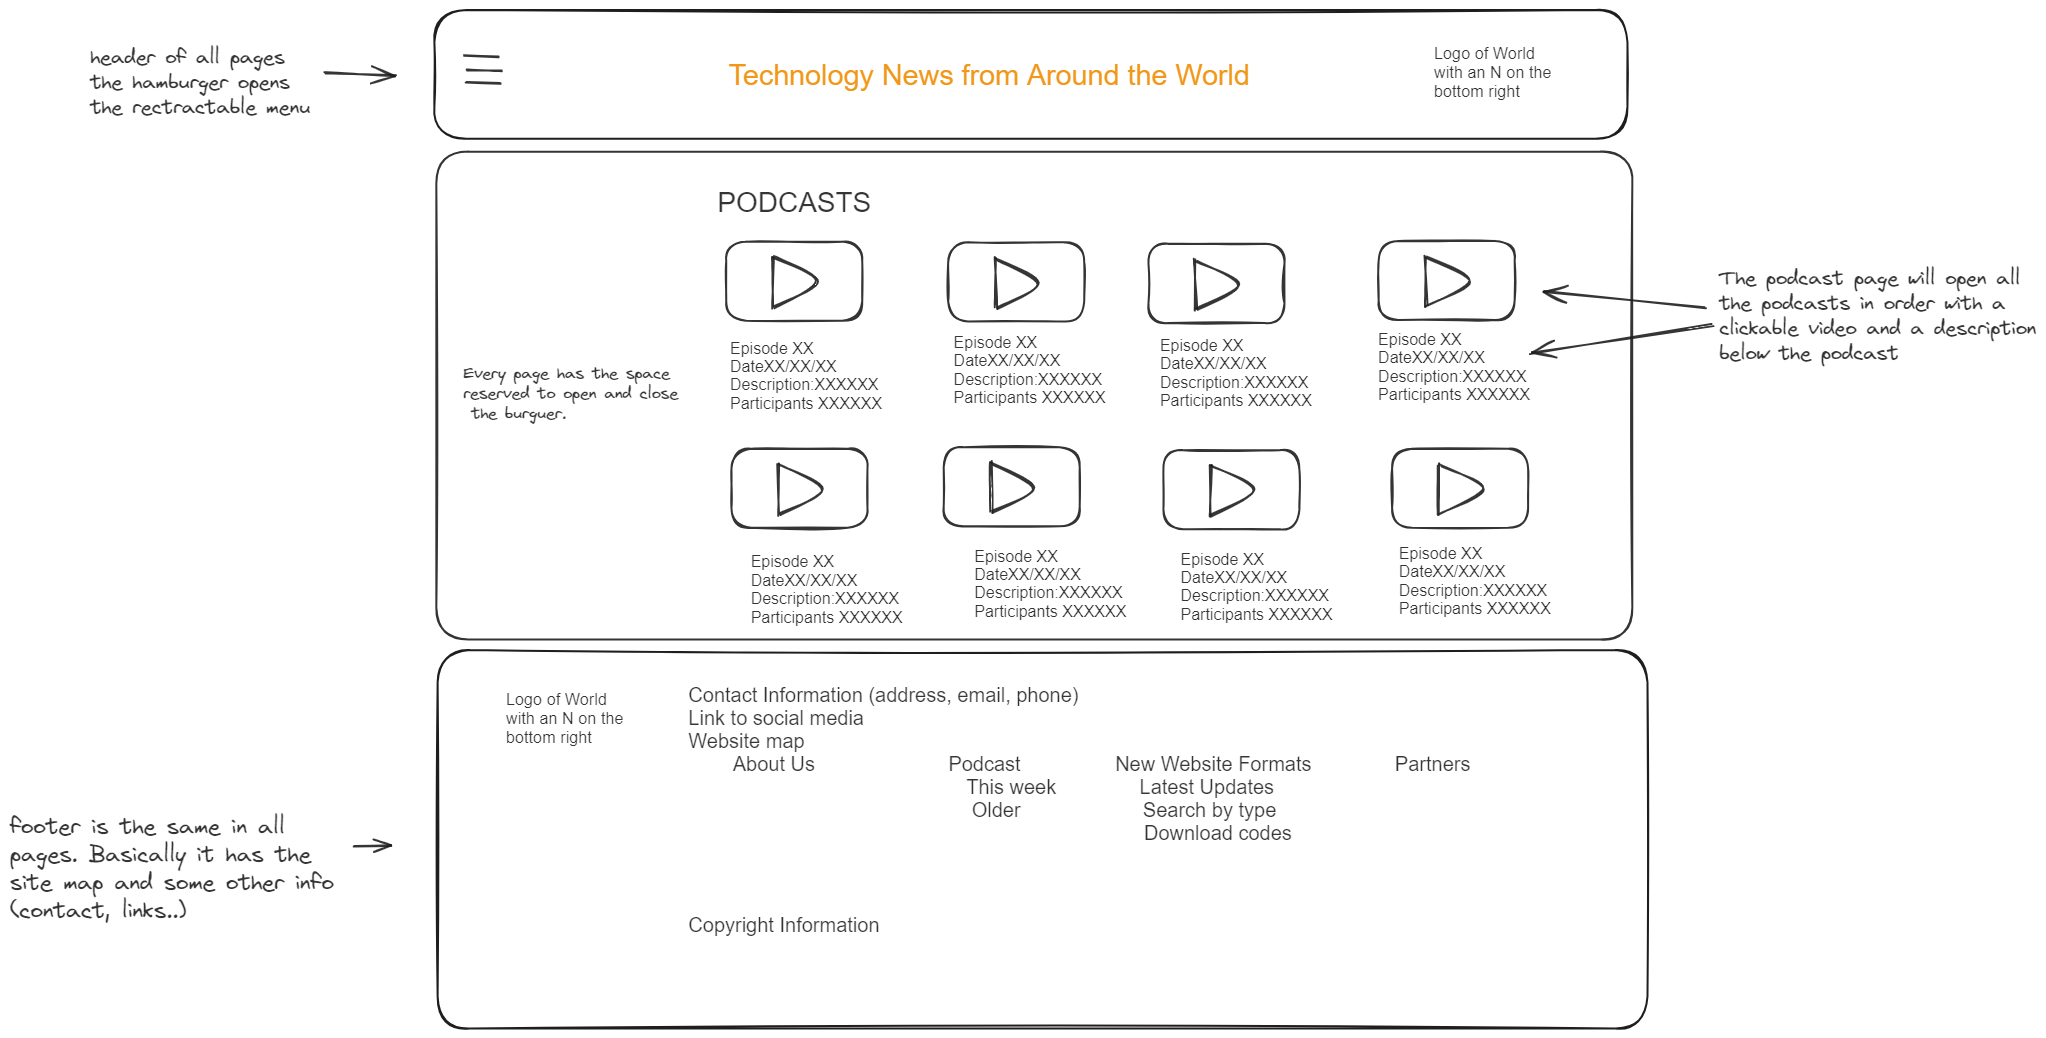 header of all pages
the hamburger opens
the rectractable menu
Technology News from Around the World
Logo of World
with an N on the
bottom right
PODCASTS
Episode XX
DateXX/XX/XX
Description:XXXXXX
Participants XXXXXX
Episode XX
DateXX/XX/XX
Description:XXXXXX
Participants XXXXXX
Episode XX
DateXX/XX/XX
Description:XXXXXX
Participants XXXXXX
Episode XX
DateXX/XX/XX
Description:XXXXXX
Participants XXXXXX
The podcast page will open all
the podcasts in order with a
clickable video and a description
below the podcast
Every page has the space
reserved to open and close
the burguer.
Episode XX
DateXX/XX/XX
Description:XXXXXX
Participants XXXXXX
Episode XX
DateXX/XX/XX
Description:XXXXXX
Participants XXXXXX
Episode XX
DateXX/XX/XX
Description:XXXXXX
Participants XXXXXX
Episode XX
DateXX/XX/XX
Description:XXXXXX
Participants XXXXXX
Logo of World
with an N on the
bottom right
Contact Information (address, email, phone)
Link to social media
Website map
About Us
Podcast
This week
Older
New Website Formats
Latest Updates
Search by type
Download codes
Partners
footer is the same in all
pages. Basically it has the
site map and some other info
(contact, links..)
Copyright Information